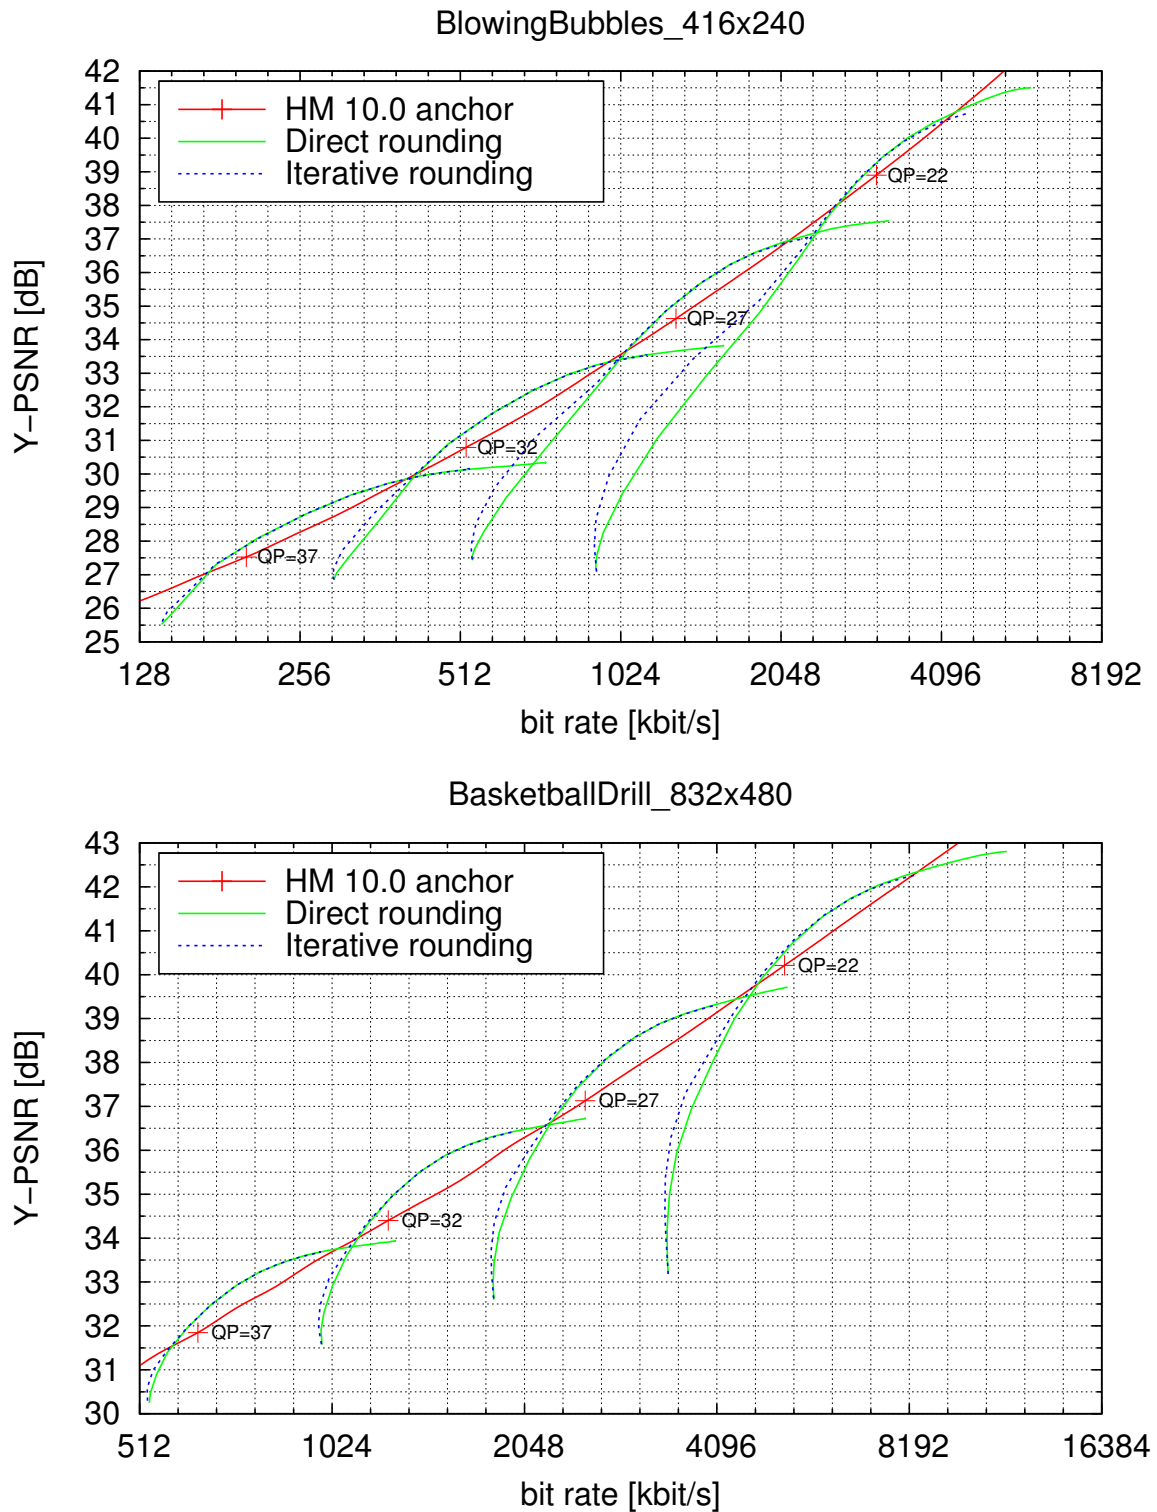 BlowingBubbles_416x240
42
41
40
39
38
37
36
35
34
33
32
31
30
29
28
27
26
25
Y−PSNR [dB]
HM 10.0 anchor
Direct rounding
Iterative rounding
QP=22
QP=27
QP=32
QP=37
128 256 512 1024 2048 4096 8192
bit rate [kbit/s]
BasketballDrill_832x480
43
42
41
40
39
38
37
36
35
34
33
32
31
30
Y−PSNR [dB]
HM 10.0 anchor
Direct rounding
Iterative rounding
QP=22
QP=27
QP=32
QP=37
512 1024 2048 4096 8192 16384
bit rate [kbit/s]